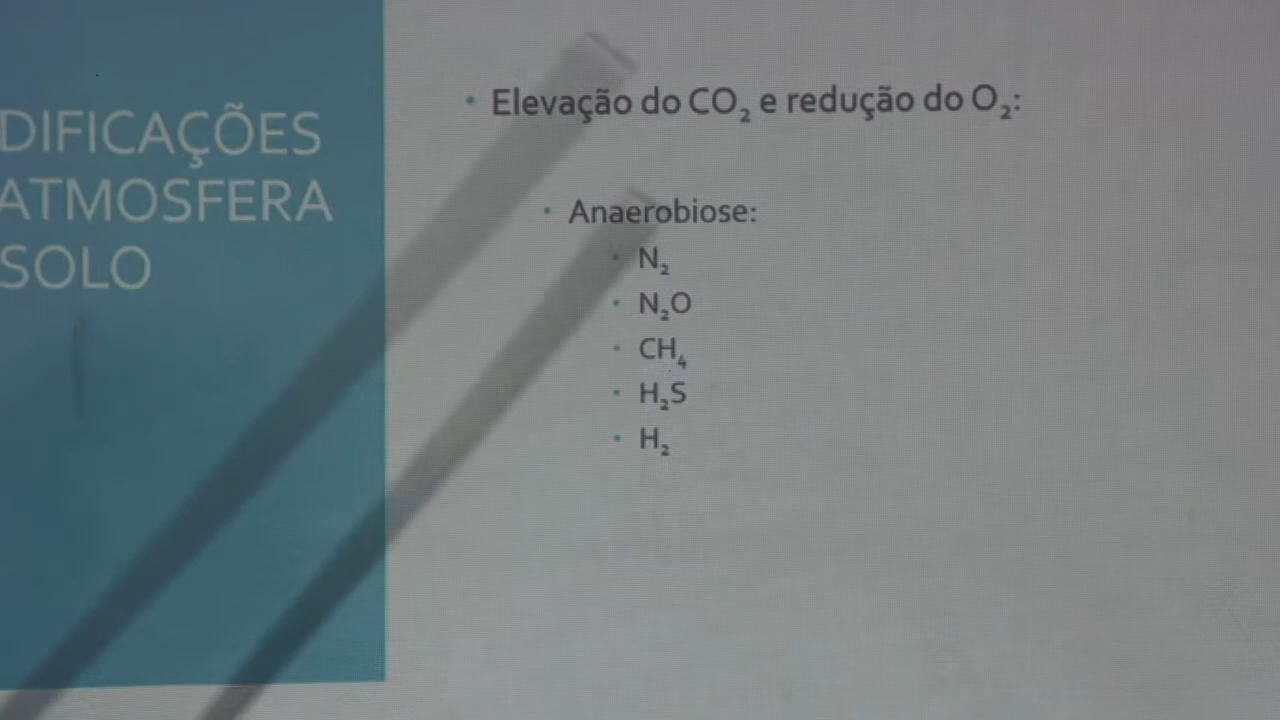 DIFICAÇÕES
ATMOSFERA
SOLO
• Elevação do CO₂ e redução do O₂:
• Anaerobiose:
• N₂
• N₂O
• CH₄
• H₂S
• H₂